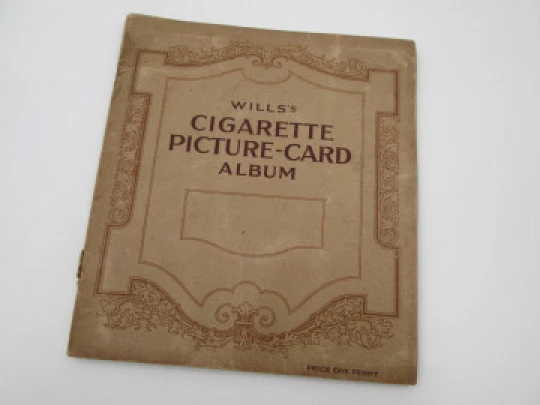 WILLS'S
CIGARETTE
PICTURE-CARD
ALBUM
PRICE ONE PENNY